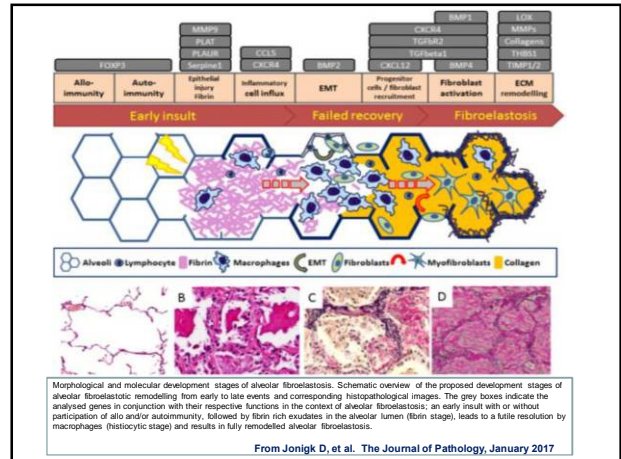 BMP1 LOX
MMP9 CXCR4 MMPs
PLAT TGFbR2 Collagens
PLAUR CCL5 TGFbeta1 THBS1
FOXP3 Serpine1 CXCR4 BMP2 CXCL12 BMP4 TIMP1/2
Allo-immunity
Auto-immunity
Epithelial injury Fibrin
Inflammatory cell influx
EMT
Progenitor cells / fibroblast recruitment
Fibroblast activation
ECM remodelling
Early insult Failed recovery Fibroelastosis
Alveoli Lymphocyte Fibrin Macrophages EMT Fibroblasts Myofibroblasts Collagen
B C D
Morphological and molecular development stages of alveolar fibroelastosis. Schematic overview of the proposed development stages of
alveolar fibroelastotic remodelling from early to late events and corresponding histopathological images. The grey boxes indicate the
analysed genes in conjunction with their respective functions in the context of alveolar fibroelastosis; an early insult with or without
participation of allo and/or autoimmunity, followed by fibrin rich exudates in the alveolar lumen (fibrin stage), leads to a futile resolution by
macrophages (histiocytic stage) and results in fully remodelled alveolar fibroelastosis.
From Jonigk D, et al. The Journal of Pathology, January 2017